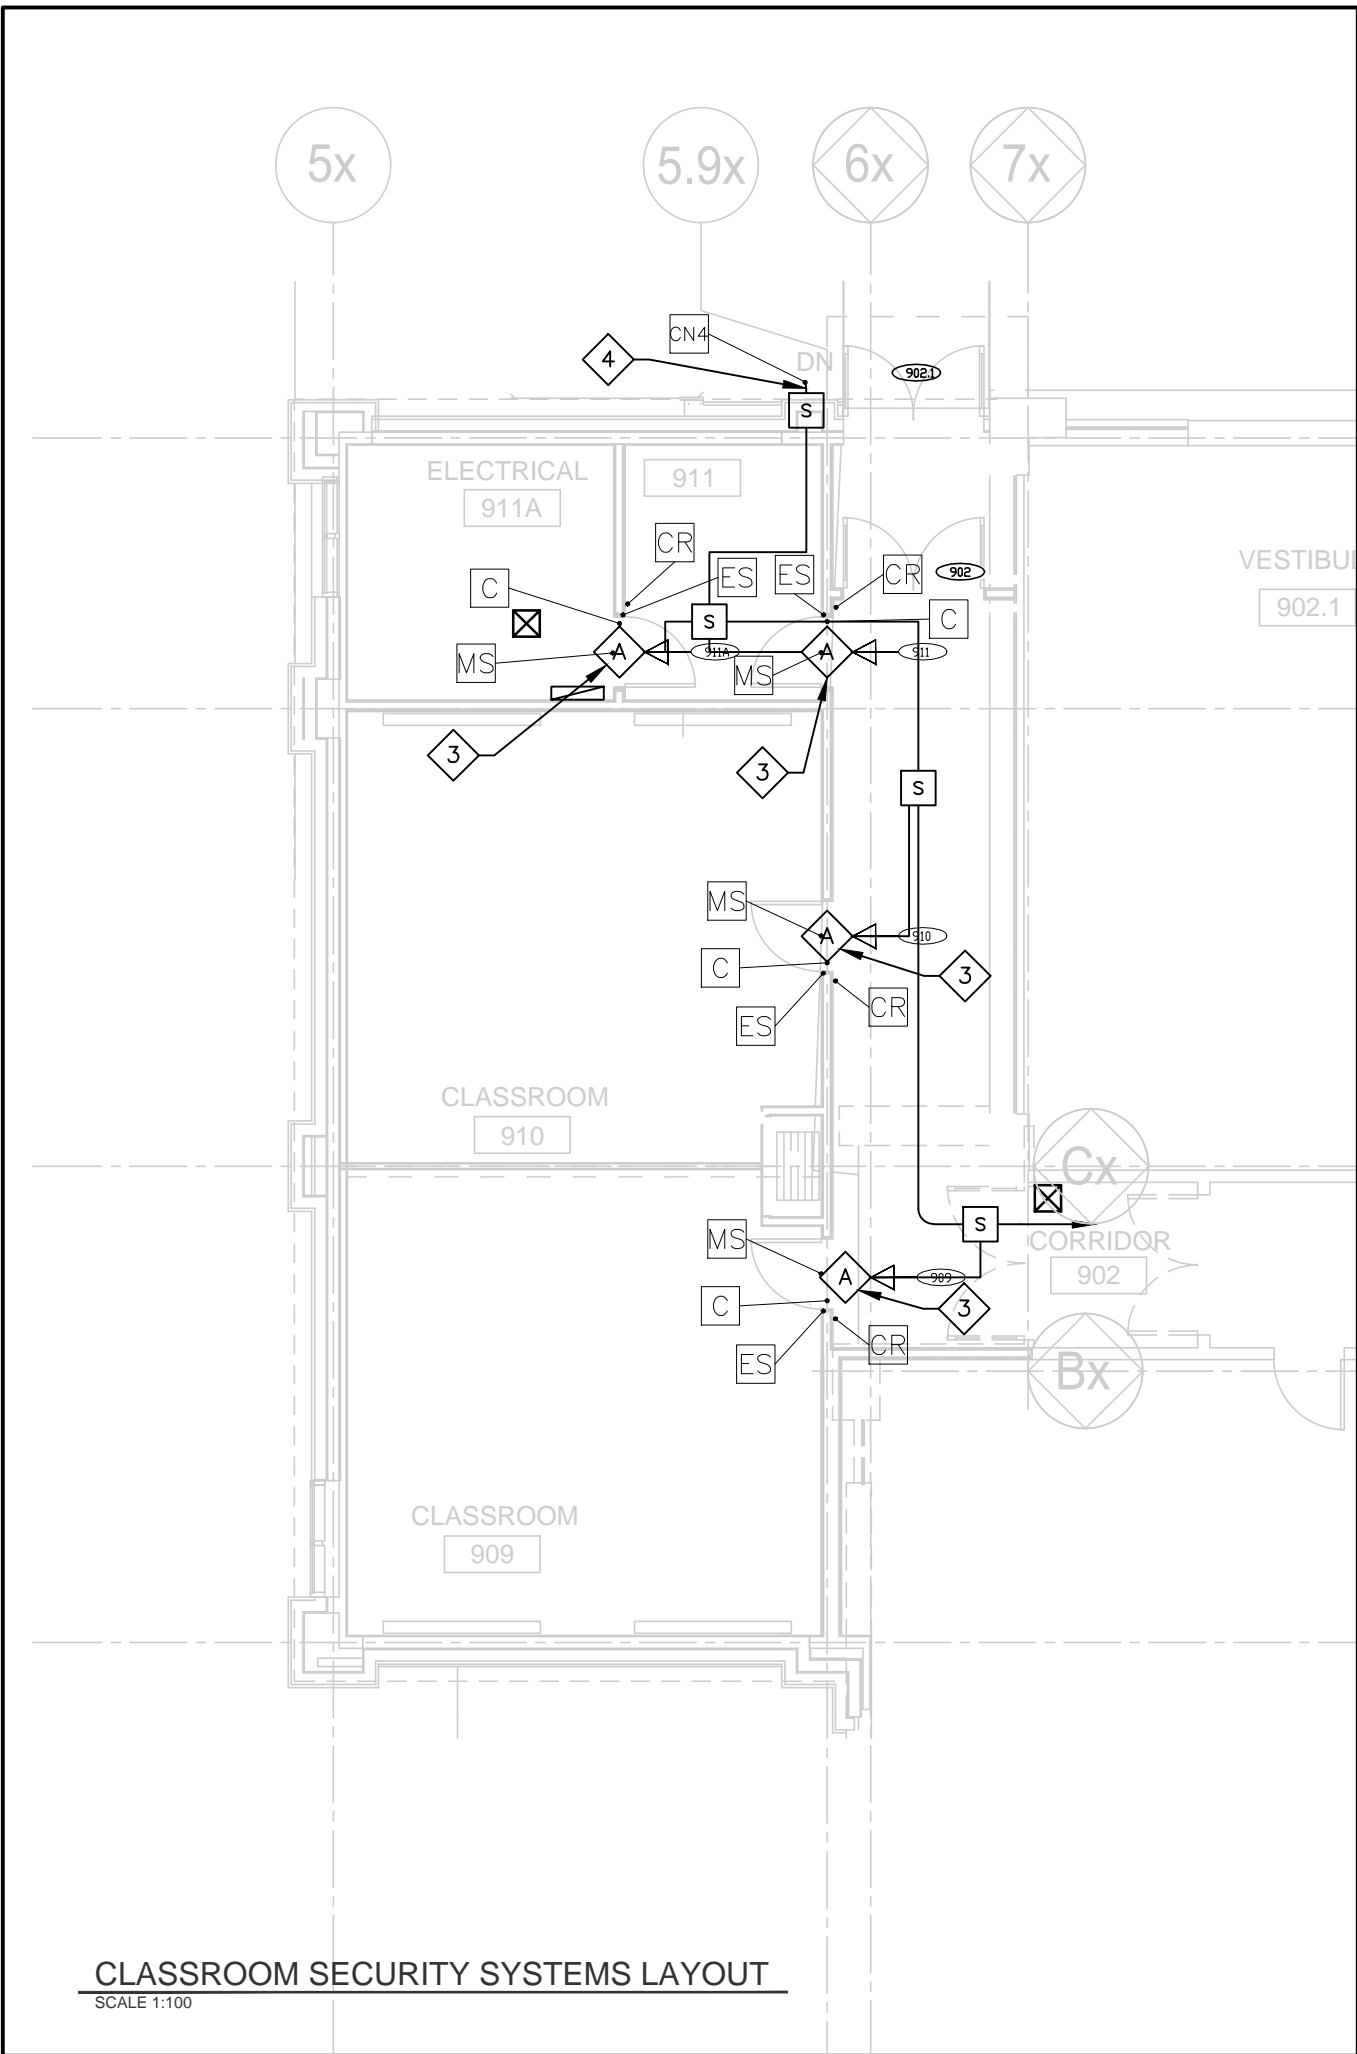 5x
5.9x
6x
7x
CN4
4
DN
902.1
S
ELECTRICAL
911A
911
CR
ES
ES
CR
902
VESTIBUL
902.1
C
S
C
MS
A
911A
MS
A
911
3
3
S
MS
A
910
C
3
ES
CR
CLASSROOM
910
Cx
MS
S
CORRIDOR
902
A
909
C
3
ES
CR
Bx
CLASSROOM
909
CLASSROOM SECURITY SYSTEMS LAYOUT
SCALE 1:100